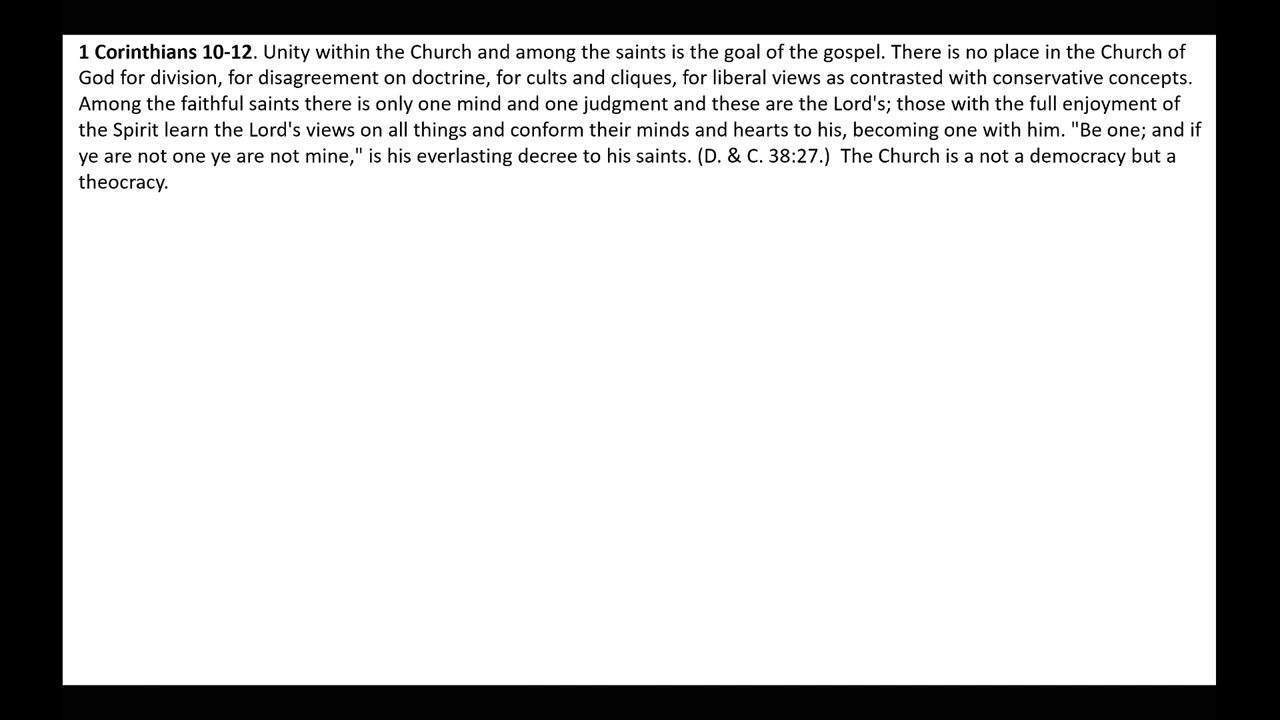 1 Corinthians 10-12. Unity within the Church and among the saints is the goal of the gospel. There is no place in the Church of
God for division, for disagreement on doctrine, for cults and cliques, for liberal views as contrasted with conservative concepts.
Among the faithful saints there is only one mind and one judgment and these are the Lord's; those with the full enjoyment of
the Spirit learn the Lord's views on all things and conform their minds and hearts to his, becoming one with him. "Be one; and if
ye are not one ye are not mine," is his everlasting decree to his saints. (D. & C. 38:27.)  The Church is a not a democracy but a
theocracy.